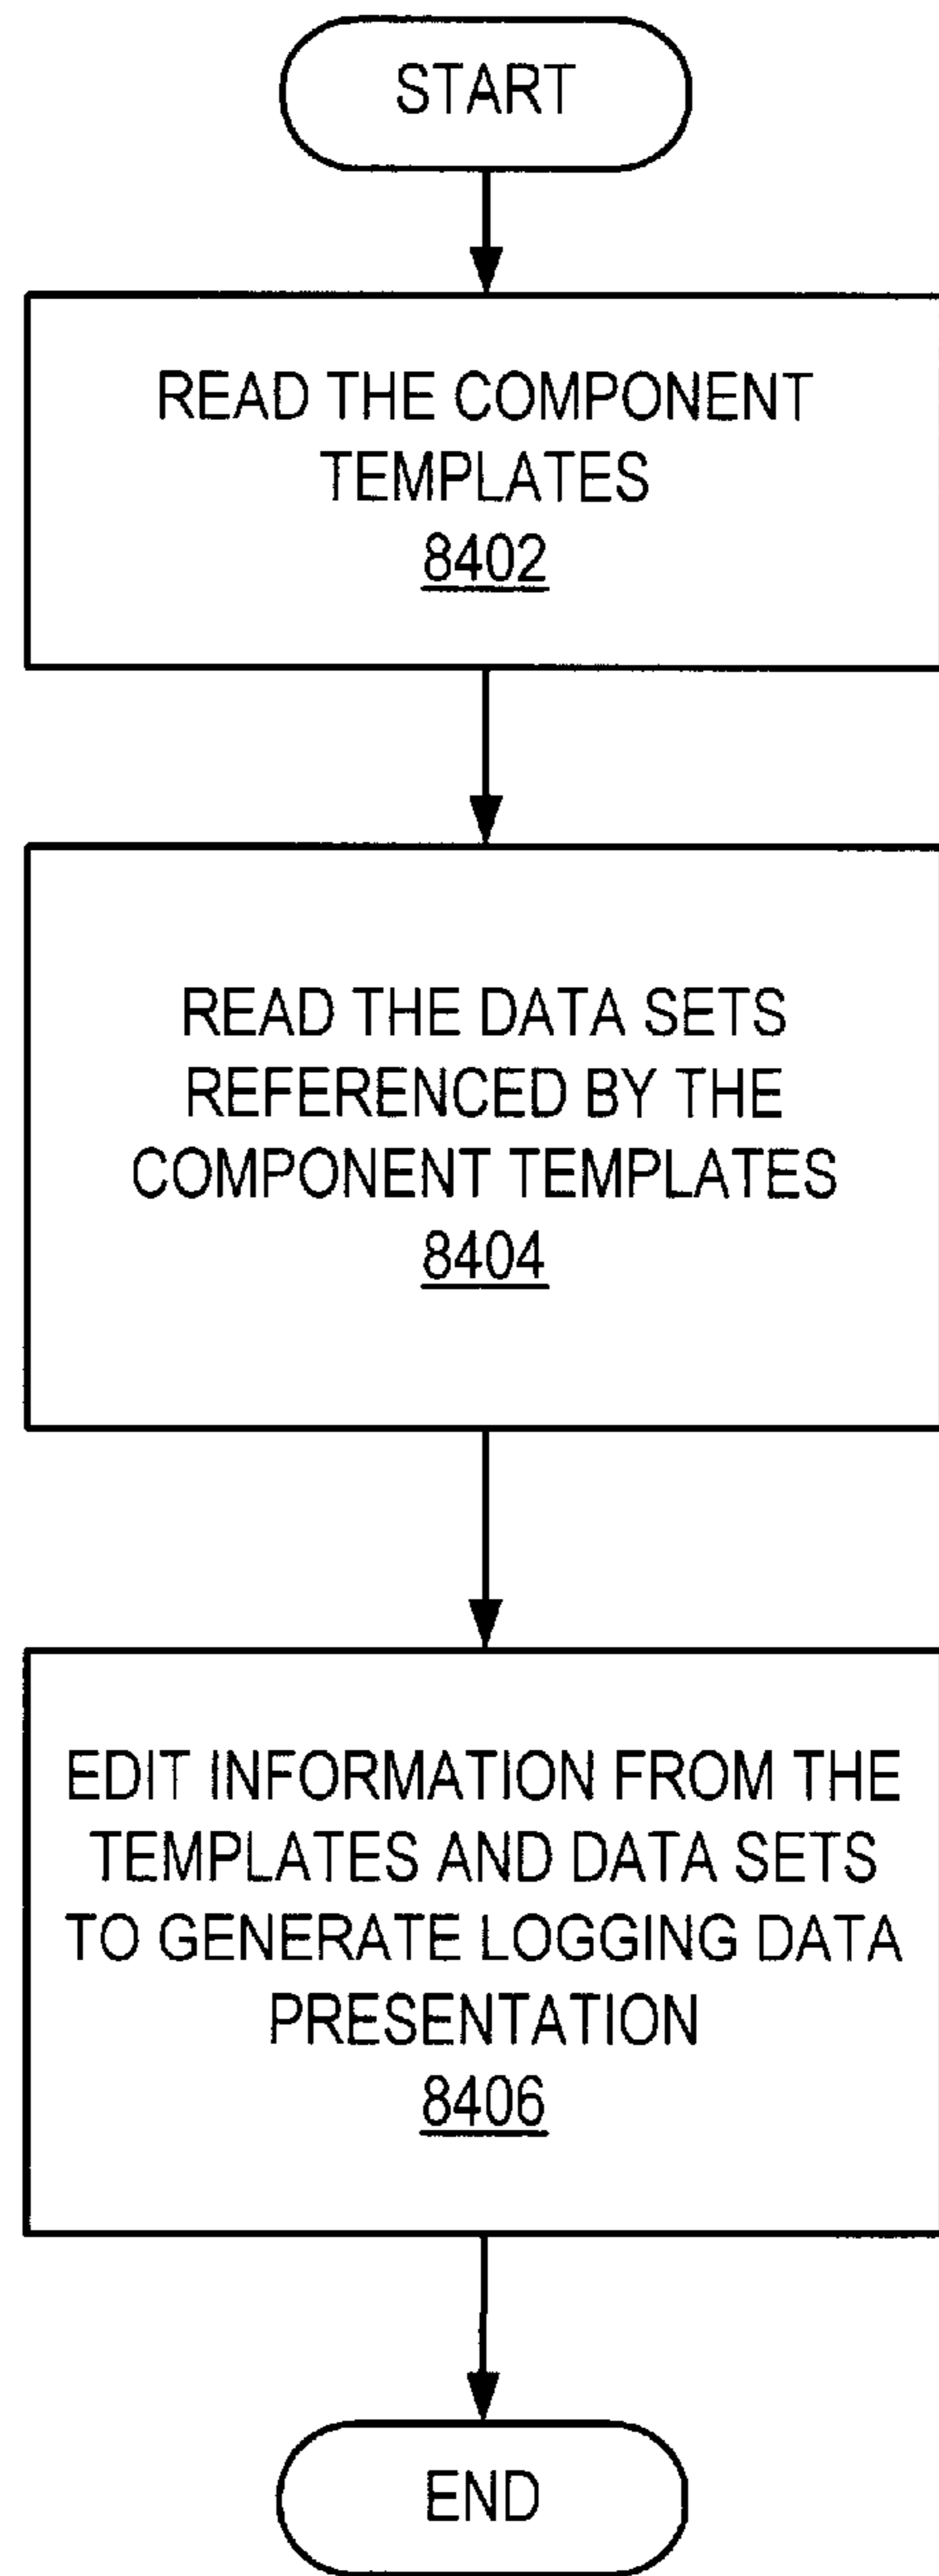 START
READ THE COMPONENT
TEMPLATES
8402
READ THE DATA SETS
REFERENCED BY THE
COMPONENT TEMPLATES
8404
EDIT INFORMATION FROM THE
TEMPLATES AND DATA SETS
TO GENERATE LOGGING DATA
PRESENTATION
8406
END